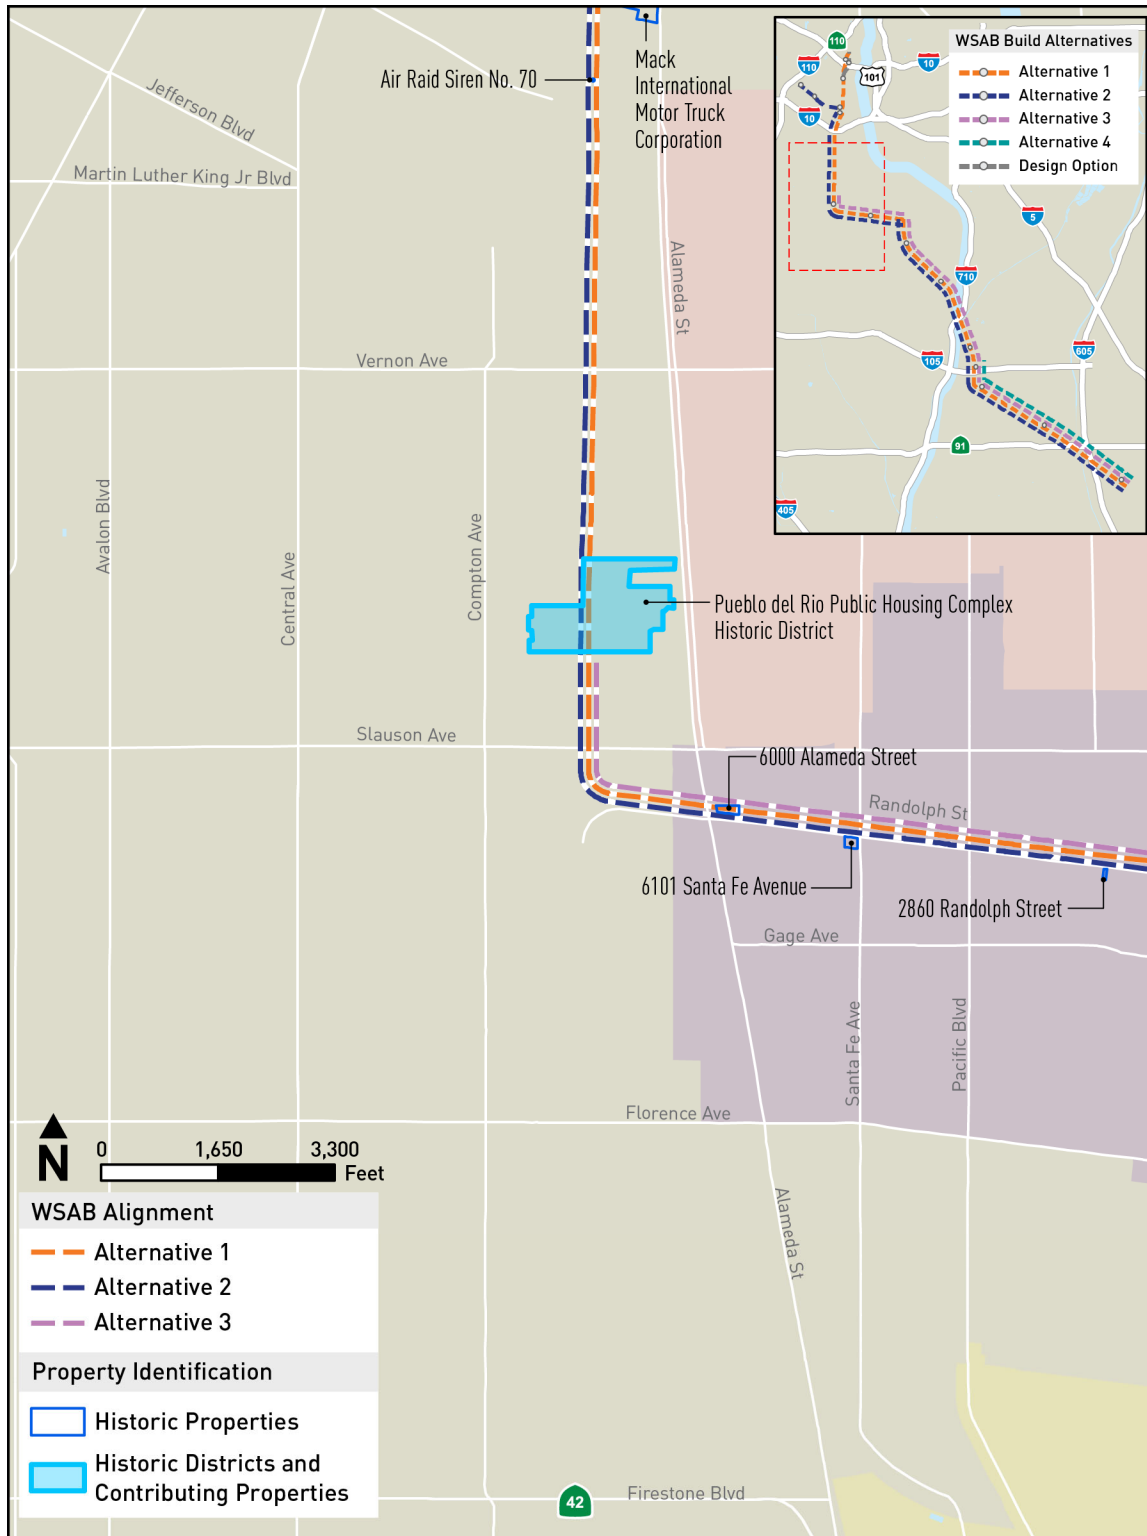 Air Raid Siren No. 70
Mack
International
Motor Truck
Corporation
Jefferson Blvd
Martin Luther King Jr Blvd
Alameda St
Vernon Ave
Avalon Blvd
Central Ave
Compton Ave
Pueblo del Rio Public Housing Complex
Historic District
Slauson Ave
6000 Alameda Street
Randolph St
6101 Santa Fe Avenue
2860 Randolph Street
Gage Ave
Santa Fe Ave
Pacific Blvd
Florence Ave
Alameda St
Firestone Blvd
42
WSAB Build Alternatives
Alternative 1
Alternative 2
Alternative 3
Alternative 4
Design Option
110
110
101
10
10
5
710
105
605
91
405
N
0 1,650 3,300
Feet
WSAB Alignment
Alternative 1
Alternative 2
Alternative 3
Property Identification
Historic Properties
Historic Districts and
Contributing Properties